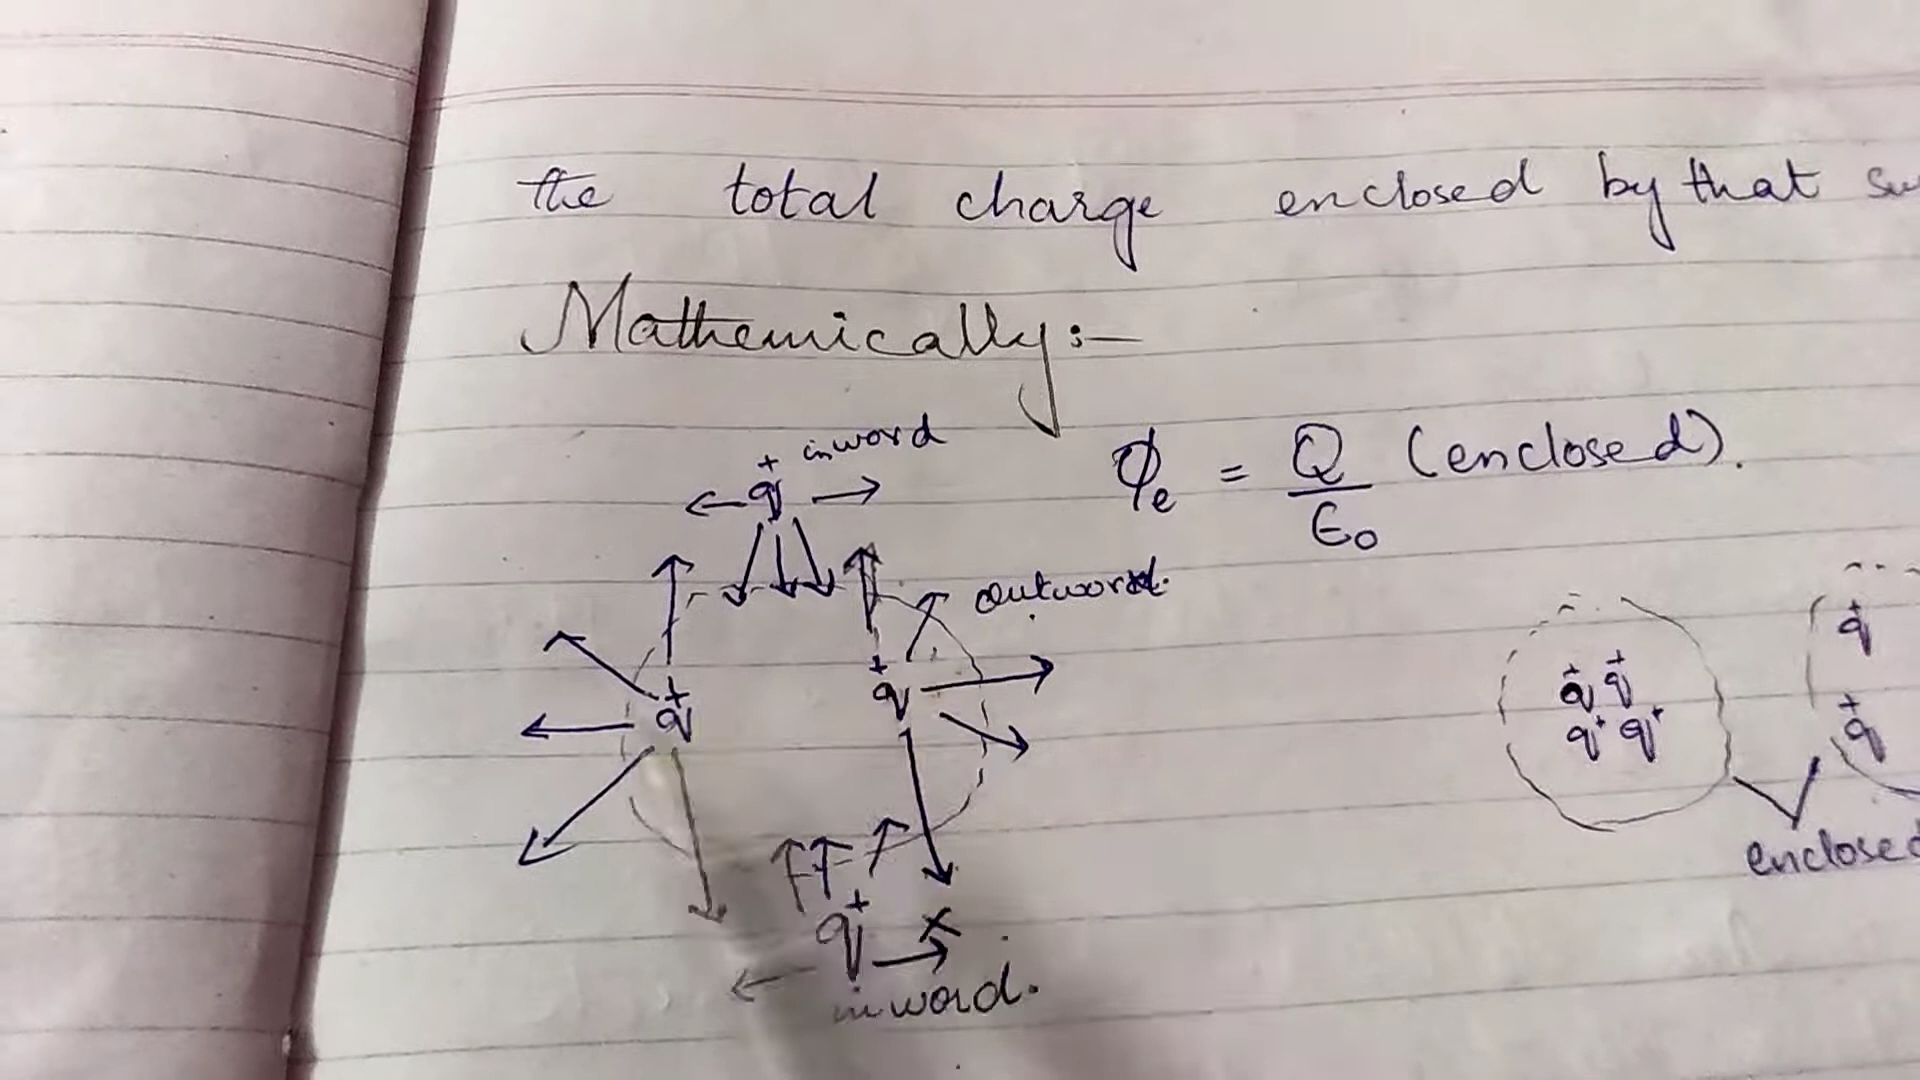 the total charge enclosed by that
Mathemically:-
+ inword
q
Φe = Q/ε0 (enclosed).
outword.
+ +
q q
+ +
q q
q+ q+
+
q
+
q
enclosed
+
q
inword.